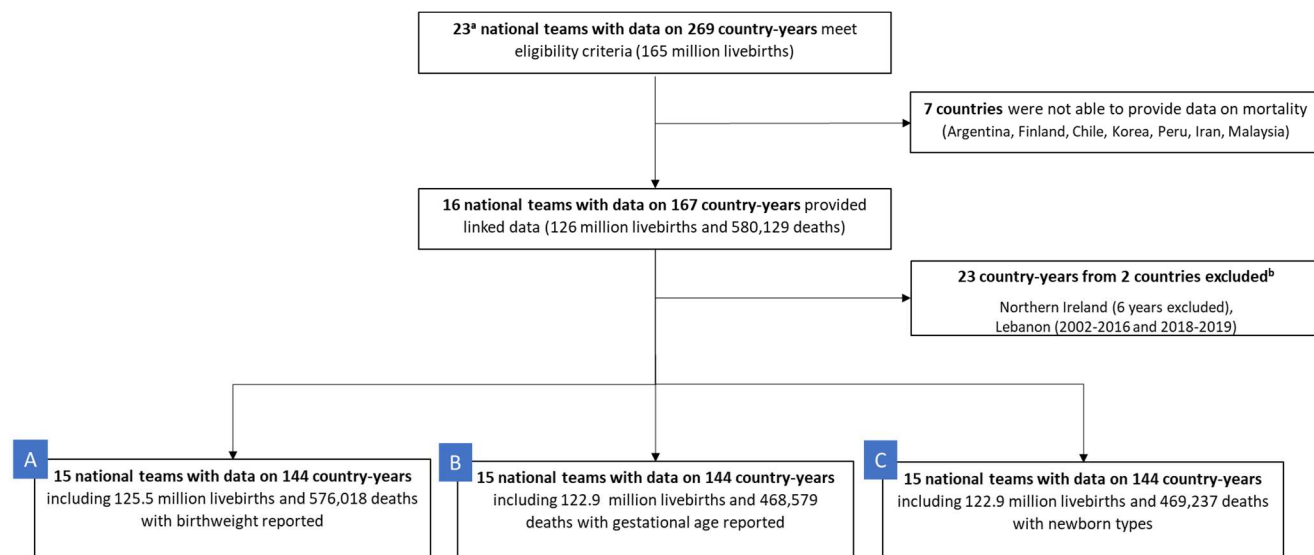 23ᵃ national teams with data on 269 country-years meet
eligibility criteria (165 million livebirths)
7 countries were not able to provide data on mortality
(Argentina, Finland, Chile, Korea, Peru, Iran, Malaysia)
16 national teams with data on 167 country-years provided
linked data (126 million livebirths and 580,129 deaths)
23 country-years from 2 countries excludedᵇ
Northern Ireland (6 years excluded),
Lebanon (2002-2016 and 2018-2019)
A
15 national teams with data on 144 country-years
including 125.5 million livebirths and 576,018 deaths
with birthweight reported
B
15 national teams with data on 144 country-years
including 122.9 million livebirths and 468,579
deaths with gestational age reported
C
15 national teams with data on 144 country-years
including 122.9 million livebirths and 469,237 deaths
with newborn types